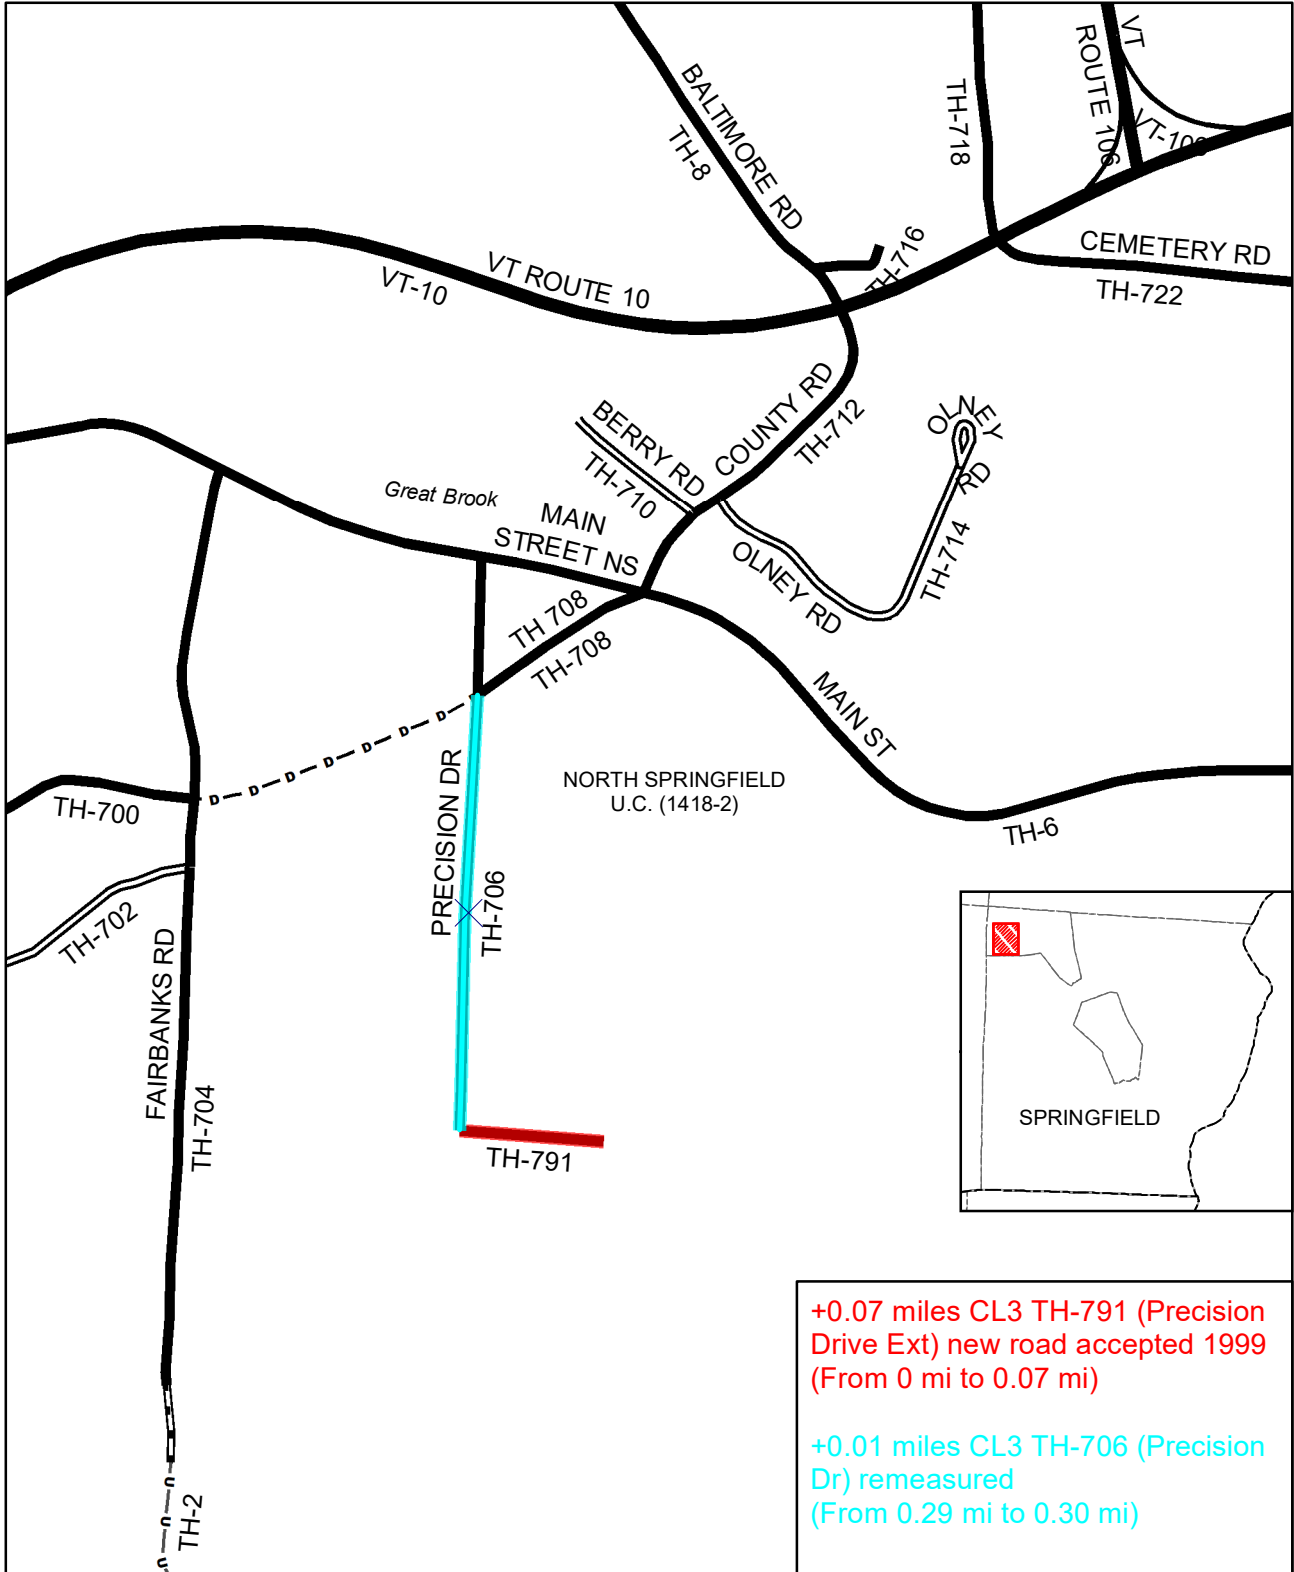 BALTIMORE RD
TH-8
TH-718
VT
ROUTE 106
VT-106
TH-716
CEMETERY RD
TH-722
VT ROUTE 10
VT-10
BERRY RD
TH-710
COUNTY RD
TH-712
OLNEY
RD
TH-714
OLNEY RD
Great Brook
MAIN
STREET NS
TH 708
TH-708
MAIN ST
TH-6
D D D D D D D
TH-700
TH-702
PRECISION DR
TH-706
NORTH SPRINGFIELD
U.C. (1418-2)
FAIRBANKS RD
TH-704
TH-791
SPRINGFIELD
U U U
TH-2
+0.07 miles CL3 TH-791 (Precision
Drive Ext) new road accepted 1999
(From 0 mi to 0.07 mi)
+0.01 miles CL3 TH-706 (Precision
Dr) remeasured
(From 0.29 mi to 0.30 mi)